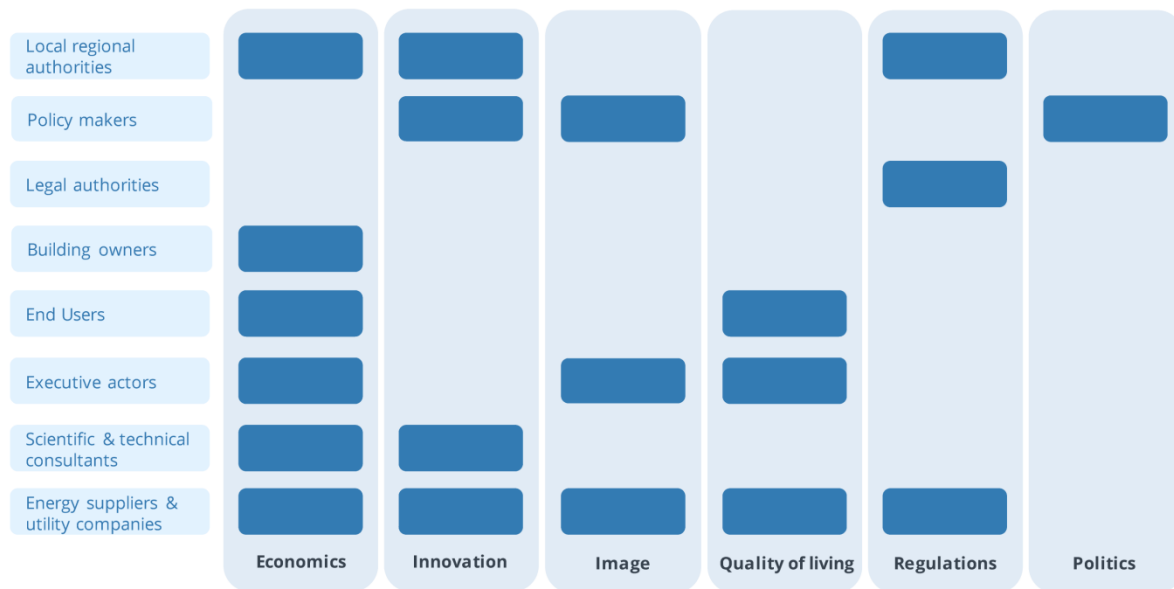 Local regional
authorities
Policy makers
Legal authorities
Building owners
End Users
Executive actors
Scientific & technical
consultants
Energy suppliers &
utility companies
Economics
Innovation
Image
Quality of living
Regulations
Politics